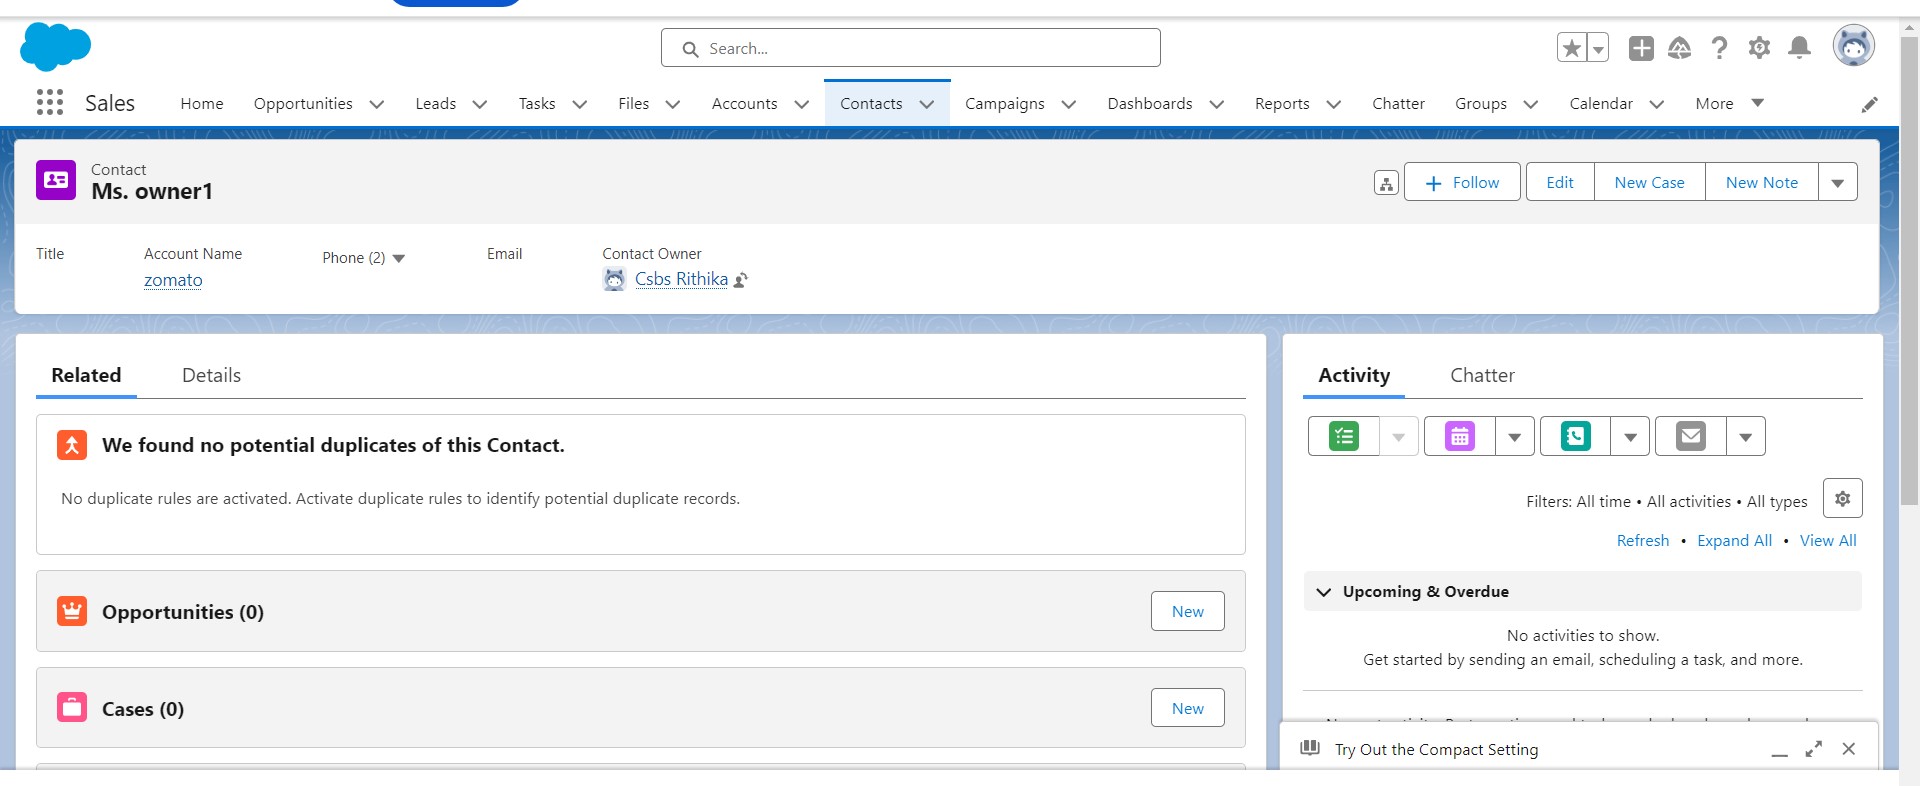 Search...
Sales
Home
Opportunities
Leads
Tasks
Files
Accounts
Contacts
Campaigns
Dashboards
Reports
Chatter
Groups
Calendar
More
Contact
Ms. owner1
Follow
Edit
New Case
New Note
Title
Account Name
zomato
Phone (2)
Email
Contact Owner
Csbs Rithika
Related
Details
We found no potential duplicates of this Contact.
No duplicate rules are activated. Activate duplicate rules to identify potential duplicate records.
Opportunities (0)
New
Cases (0)
New
Activity
Chatter
Filters: All time • All activities • All types
Refresh • Expand All • View All
Upcoming & Overdue
No activities to show.
Get started by sending an email, scheduling a task, and more.
Try Out the Compact Setting